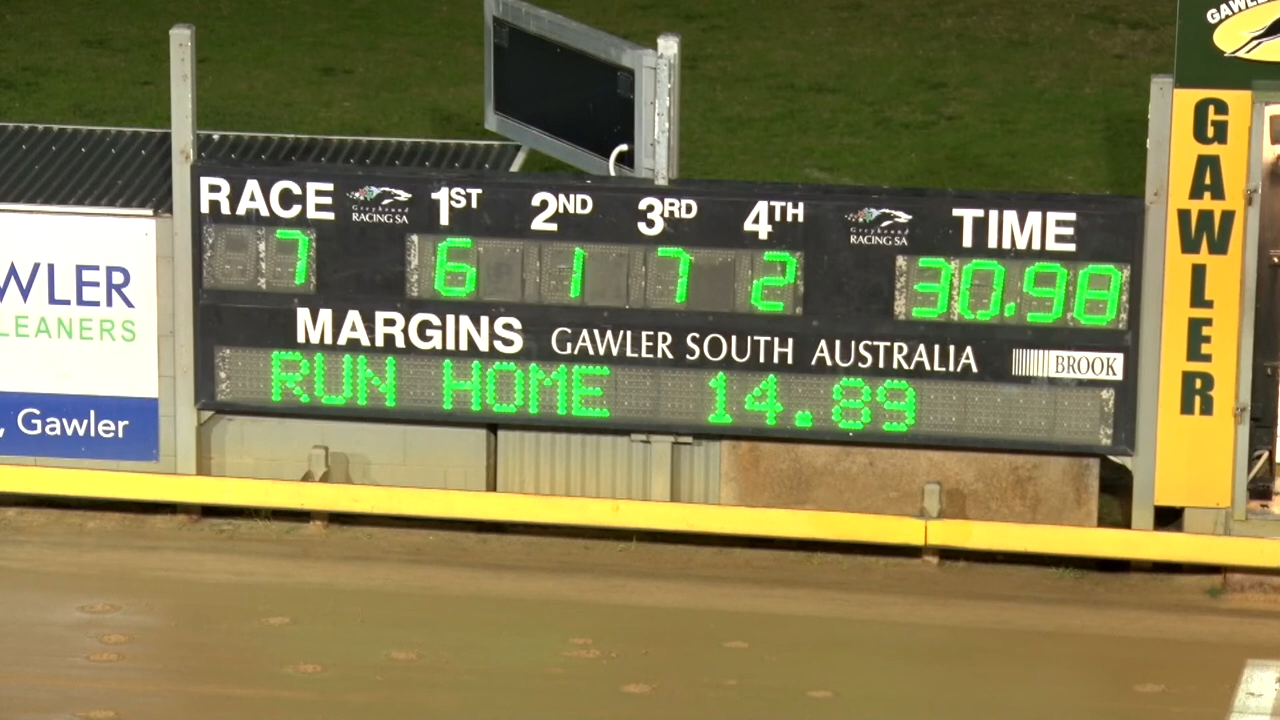 GAWLER
RACE 1ST 2ND 3RD 4TH TIME
Greyhound RACING SA
Greyhound RACING SA
7 6 1 7 2 30.98
MARGINS GAWLER SOUTH AUSTRALIA BROOK
RUN HOME 14.89
WLER
LEANERS
, Gawler
GAWLER